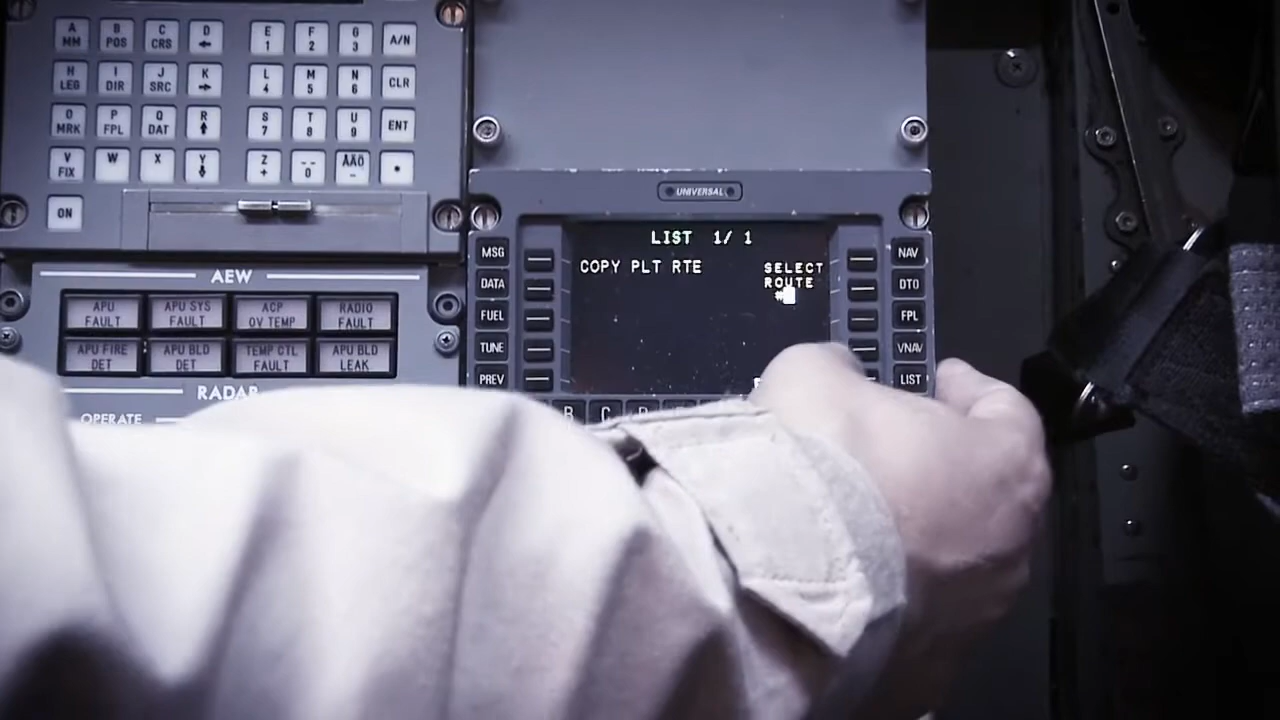 A MM
B POS
C CRS
D ←
E 1
F 2
G 3
A/N
H LEG
I DIR
J SRC
K →
L 4
M 5
N 6
CLR
O MRK
P FPL
Q DAT
R ↑
S 7
T 8
U 9
ENT
V FIX
W
X
Y ↓
Z +
-- 0
ÅÄÖ -
•
ON
AEW
APU FAULT
APU SYS FAULT
ACP OV TEMP
RADIO FAULT
APU FIRE DET
APU BLD DET
TEMP CTL FAULT
APU BLD LEAK
RADAR
OPERATE
UNIVERSAL
MSG
DATA
FUEL
TUNE
PREV
LIST 1/ 1
COPY PLT RTE
SELECT
ROUTE
#
NAV
DTO
FPL
VNAV
LIST
B C D